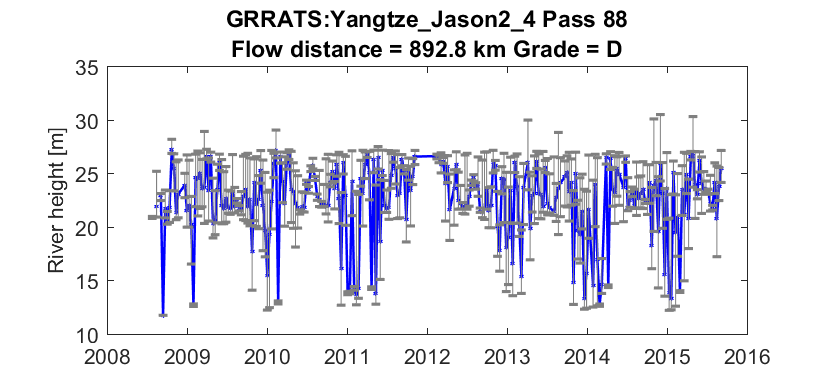 GRRATS:Yangtze_Jason2_4 Pass 88
Flow distance = 892.8 km Grade = D
35
30
25
20
15
10
River height [m]
2008 2009 2010 2011 2012 2013 2014 2015 2016